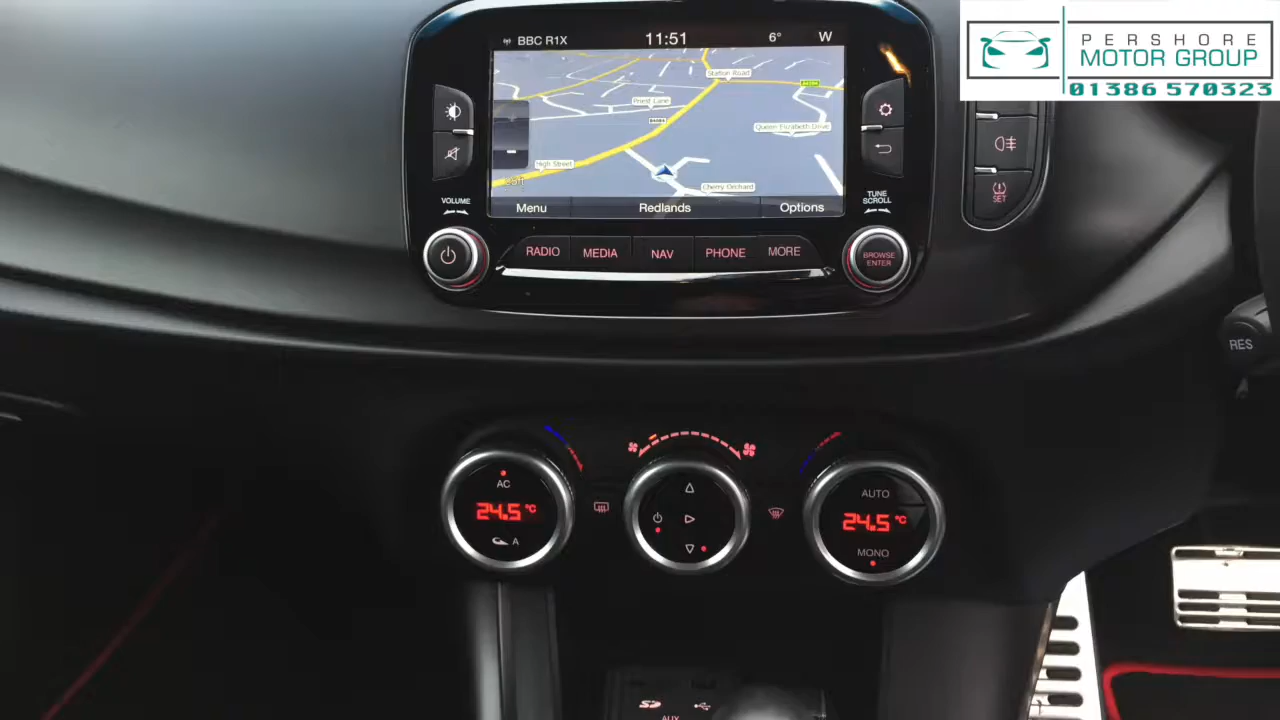 PERSHORE
MOTOR GROUP
01386 570323
BBC R1X 11:51 6° W
Station Road
Priest Lane
Queen Elizabeth Drive
High Street
Cherry Orchard
Menu Redlands Options
VOLUME
TUNE
SCROLL
RADIO MEDIA NAV PHONE MORE
BROWSE
ENTER
SET
RES
AC
24.5 °C
A
AUTO
24.5 °C
MONO
AUX